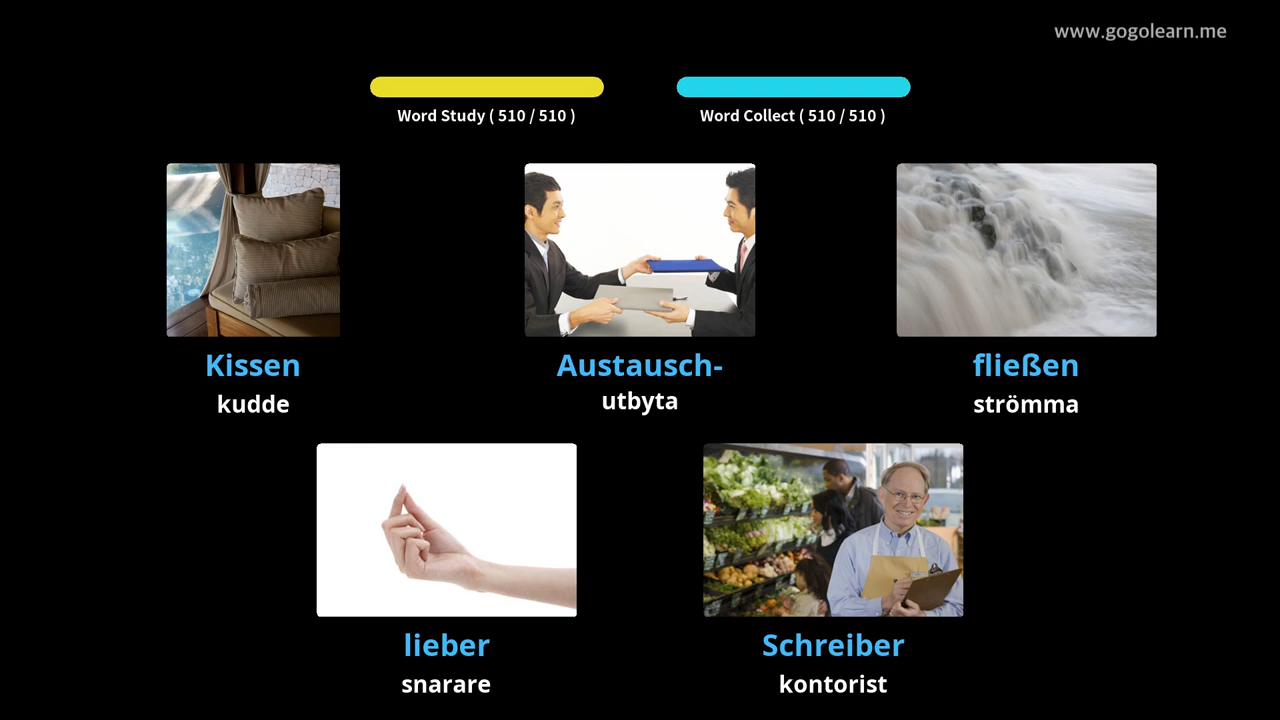 www.gogolearn.me
Word Study ( 510 / 510 )
Word Collect ( 510 / 510 )
Kissen
kudde
Austausch-
utbyta
fließen
strömma
lieber
snarare
Schreiber
kontorist